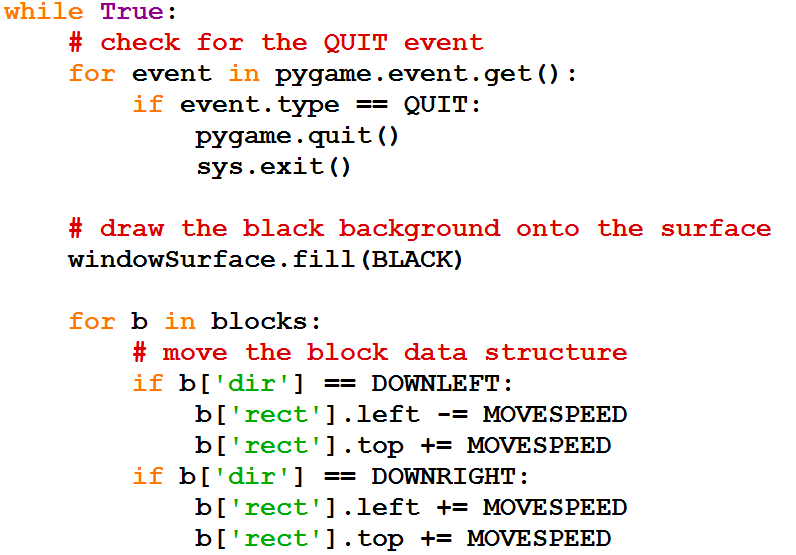 while True:
    # check for the QUIT event
    for event in pygame.event.get():
        if event.type == QUIT:
            pygame.quit()
            sys.exit()

    # draw the black background onto the surface
    windowSurface.fill(BLACK)

    for b in blocks:
        # move the block data structure
        if b['dir'] == DOWNLEFT:
            b['rect'].left -= MOVESPEED
            b['rect'].top += MOVESPEED
        if b['dir'] == DOWNRIGHT:
            b['rect'].left += MOVESPEED
            b['rect'].top += MOVESPEED